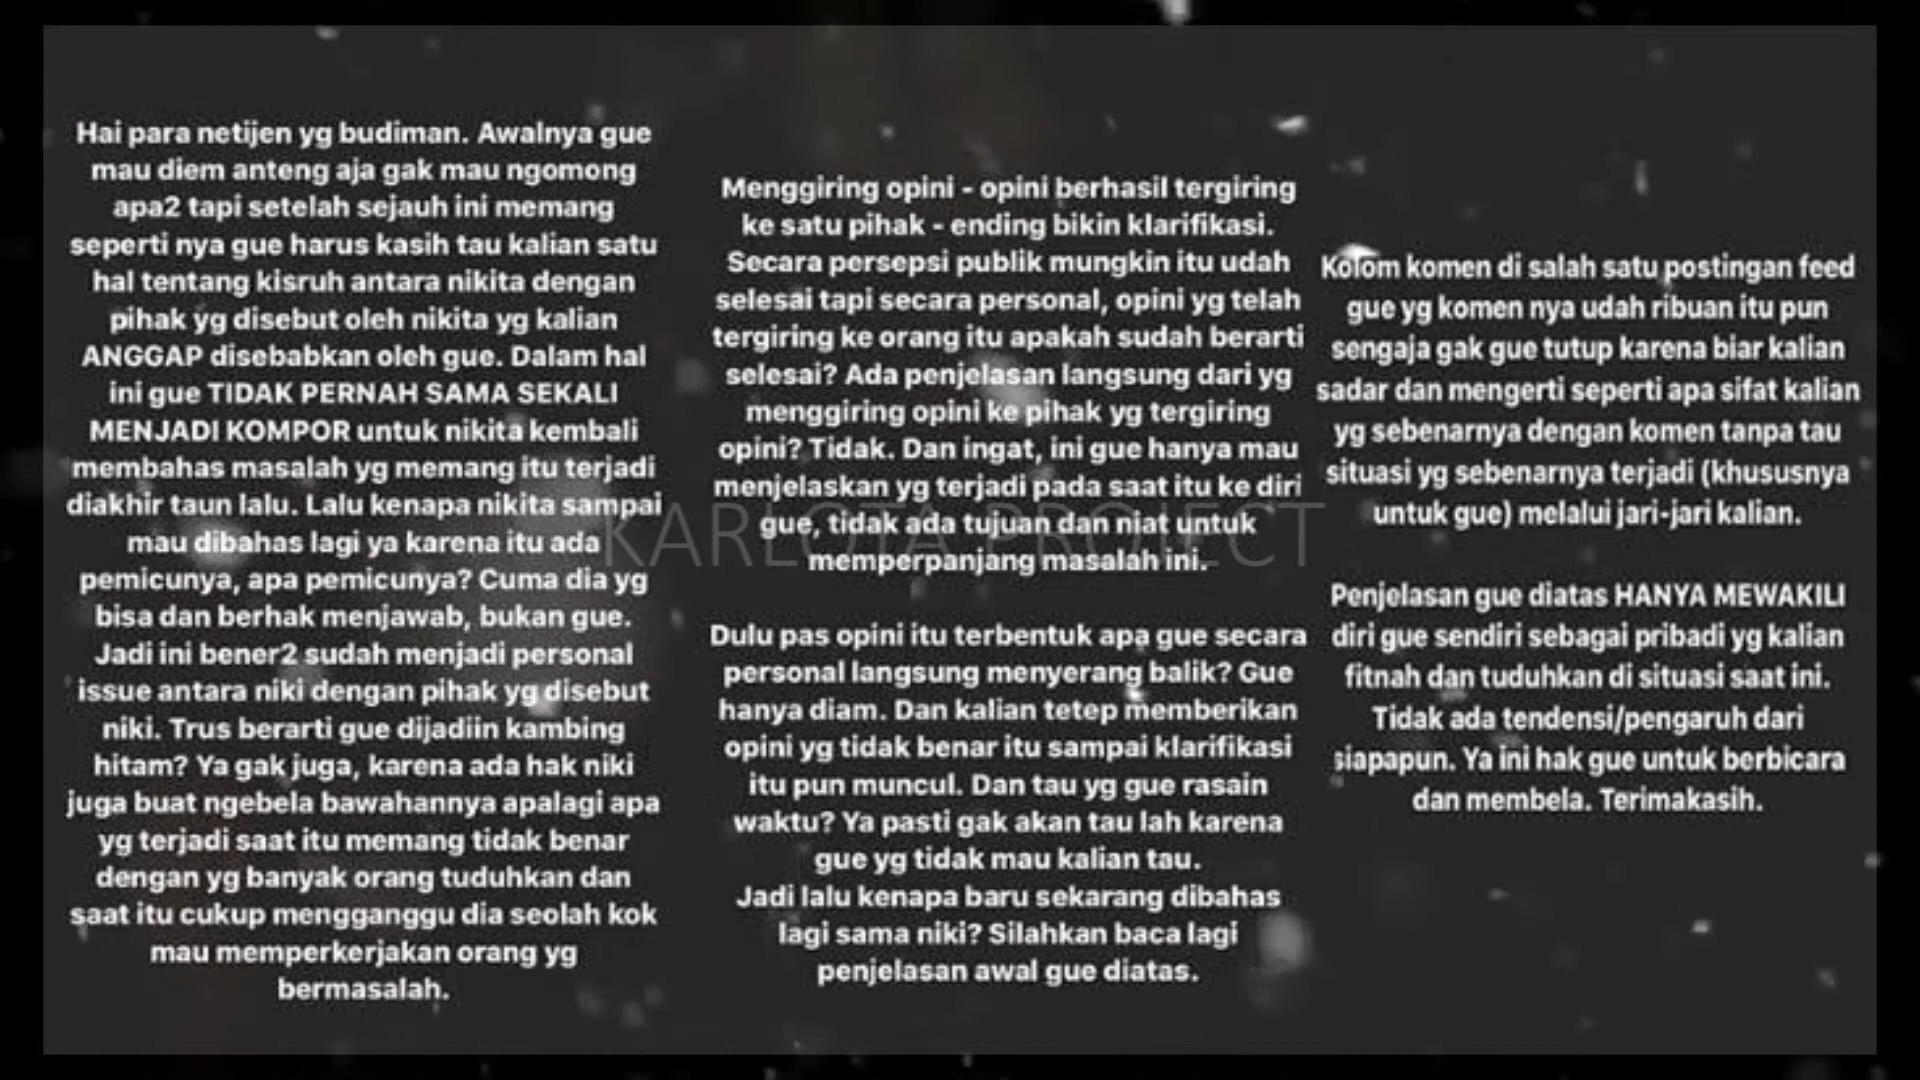 Hai para netijen yg budiman. Awalnya gue
mau diem anteng aja gak mau ngomong
apa2 tapi setelah sejauh ini memang
seperti nya gue harus kasih tau kalian satu
hal tentang kisruh antara nikita dengan
pihak yg disebut oleh nikita yg kalian
ANGGAP disebabkan oleh gue. Dalam hal
ini gue TIDAK PERNAH SAMA SEKALI
MENJADI KOMPOR untuk nikita kembali
membahas masalah yg memang itu terjadi
diakhir taun lalu. Lalu kenapa nikita sampai
mau dibahas lagi ya karena itu ada
pemicunya, apa pemicunya? Cuma dia yg
bisa dan berhak menjawab, bukan gue.
Jadi ini bener2 sudah menjadi personal
issue antara niki dengan pihak yg disebut
niki. Trus berarti gue dijadiin kambing
hitam? Ya gak juga, karena ada hak niki
juga buat ngebela bawahannya apalagi apa
yg terjadi saat itu memang tidak benar
dengan yg banyak orang tuduhkan dan
saat itu cukup mengganggu dia seolah kok
mau memperkerjakan orang yg
bermasalah.
Menggiring opini - opini berhasil tergiring
ke satu pihak - ending bikin klarifikasi.
Secara persepsi publik mungkin itu udah
selesai tapi secara personal, opini yg telah
tergiring ke orang itu apakah sudah berarti
selesai? Ada penjelasan langsung dari yg
menggiring opini ke pihak yg tergiring
opini? Tidak. Dan ingat, ini gue hanya mau
menjelaskan yg terjadi pada saat itu ke diri
gue, tidak ada tujuan dan niat untuk
memperpanjang masalah ini.
Dulu pas opini itu terbentuk apa gue secara
personal langsung menyerang balik? Gue
hanya diam. Dan kalian tetep memberikan
opini yg tidak benar itu sampai klarifikasi
itu pun muncul. Dan tau yg gue rasain
waktu? Ya pasti gak akan tau lah karena
gue yg tidak mau kalian tau.
Jadi lalu kenapa baru sekarang dibahas
lagi sama niki? Silahkan baca lagi
penjelasan awal gue diatas.
Kolom komen di salah satu postingan feed
gue yg komen nya udah ribuan itu pun
sengaja gak gue tutup karena biar kalian
sadar dan mengerti seperti apa sifat kalian
yg sebenarnya dengan komen tanpa tau
situasi yg sebenarnya terjadi (khususnya
untuk gue) melalui jari-jari kalian.
Penjelasan gue diatas HANYA MEWAKILI
diri gue sendiri sebagai pribadi yg kalian
fitnah dan tuduhkan di situasi saat ini.
Tidak ada tendensi/pengaruh dari
siapapun. Ya ini hak gue untuk berbicara
dan membela. Terimakasih.
KARLOTA PROJECT